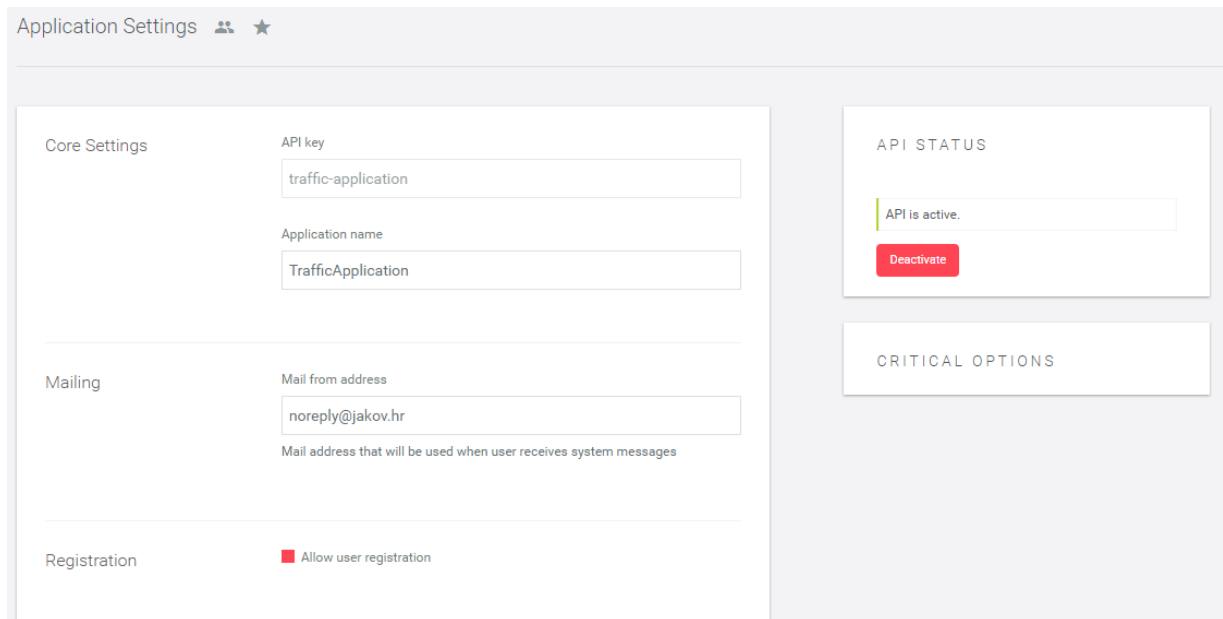 Application Settings
Core Settings
API key
traffic-application
Application name
TrafficApplication
Mailing
Mail from address
noreply@jakov.hr
Mail address that will be used when user receives system messages
Registration
Allow user registration
API STATUS
API is active.
Deactivate
CRITICAL OPTIONS